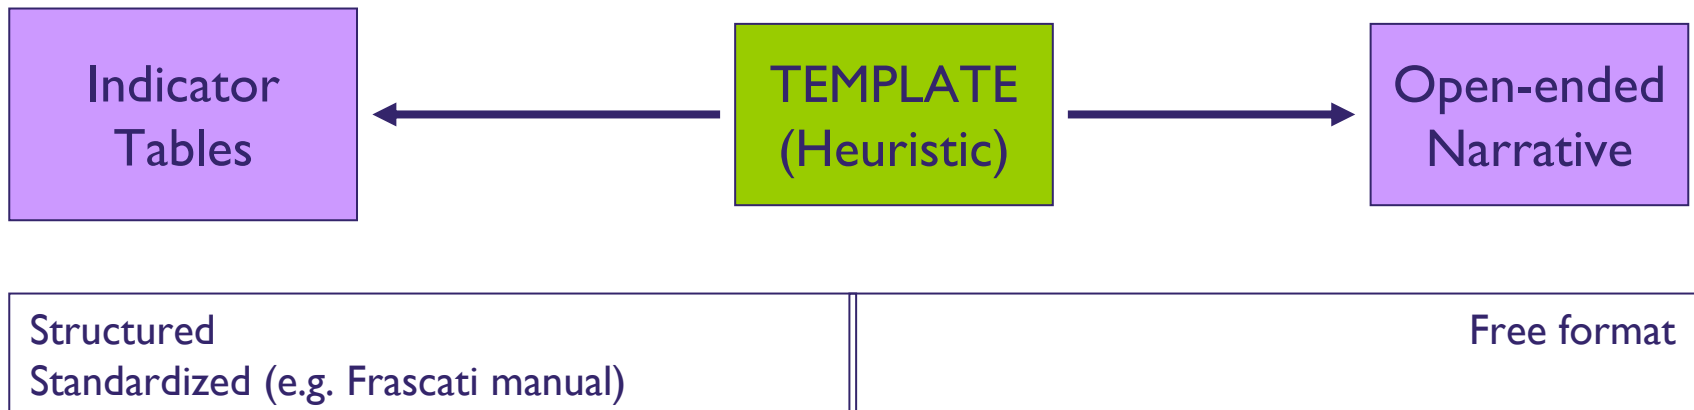 Indicator
Tables
TEMPLATE
(Heuristic)
Open-ended
Narrative
Structured
Standardized (e.g. Frascati manual)
Free format